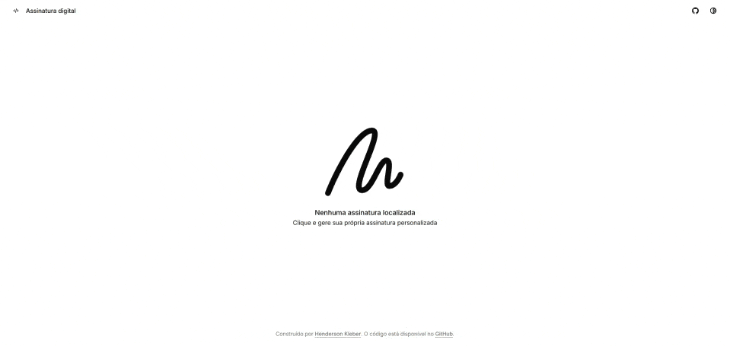 Assinatura digital
Nenhuma assinatura localizada
Clique e gere sua própria assinatura personalizada
Construído por Henderson Kleber. O código está disponível no GitHub.